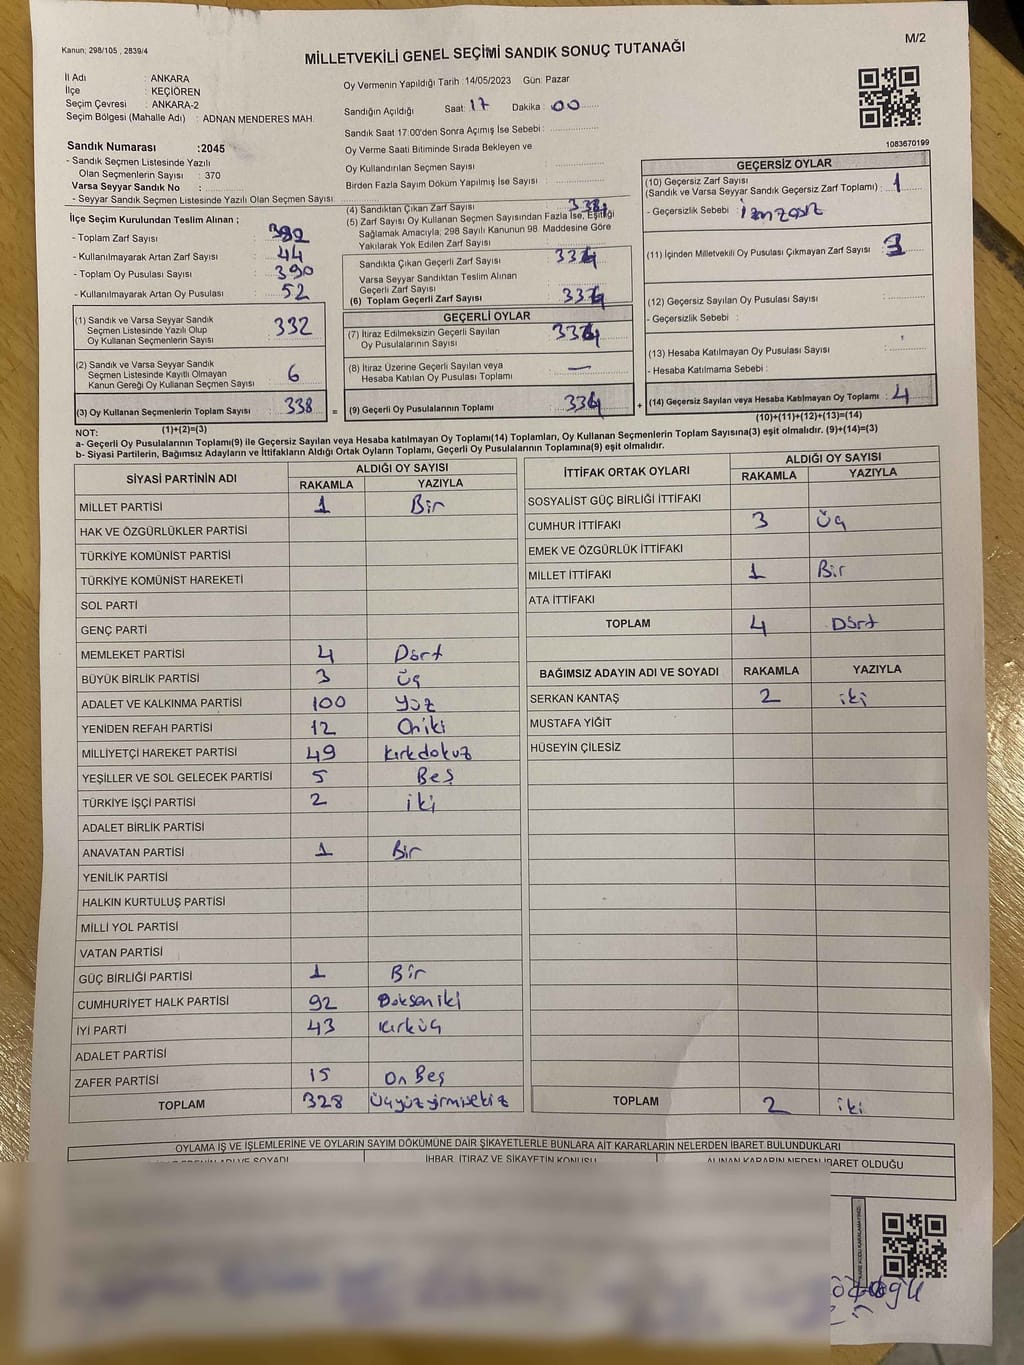 Kanun: 298/105 , 2839/4
M/2
MİLLETVEKİLİ GENEL SEÇİMİ SANDIK SONUÇ TUTANAĞI
İl Adı : ANKARA
İlçe : KEÇİÖREN
Seçim Çevresi : ANKARA-2
Seçim Bölgesi (Mahalle Adı) : ADNAN MENDERES MAH.
Sandık Numarası :2045
- Sandık Seçmen Listesinde Yazılı
Olan Seçmenlerin Sayısı : 370
Varsa Seyyar Sandık No :
- Seyyar Sandık Seçmen Listesinde Yazılı Olan Seçmen Sayısı :
Oy Vermenin Yapıldığı Tarih :14/05/2023 Gün: Pazar
Sandığın Açıldığı Saat: 17 Dakika : 00
Sandık Saat 17:00'den Sonra Açımış İse Sebebi :
Oy Verme Saati Bitiminde Sırada Bekleyen ve
Oy Kullandırılan Seçmen Sayısı :
Birden Fazla Sayım Döküm Yapılmış İse Sayısı :
1083670199
İlçe Seçim Kurulundan Teslim Alınan ;
- Toplam Zarf Sayısı :
- Kullanılmayarak Artan Zarf Sayısı : 44
- Toplam Oy Pusulası Sayısı : 390
- Kullanılmayarak Artan Oy Pusulası : 52
(1) Sandık ve Varsa Seyyar Sandık
Seçmen Listesinde Yazılı Olup
Oy Kullanan Seçmenlerin Sayısı : 332
(2) Sandık ve Varsa Seyyar Sandık
Seçmen Listesinde Kayıtlı Olmayan
Kanun Gereği Oy Kullanan Seçmen Sayısı : 6
(3) Oy Kullanan Seçmenlerin Toplam Sayısı : 338
(1)+(2)=(3)
(4) Sandıktan Çıkan Zarf Sayısı : 338
(5) Zarf Sayısı Oy Kullanan Seçmen Sayısından Fazla İse, Eşitliği
Sağlamak Amacıyla; 298 Sayılı Kanunun 98. Maddesine Göre
Yakılarak Yok Edilen Zarf Sayısı :
Sandıkta Çıkan Geçerli Zarf Sayısı : 334
Varsa Seyyar Sandıktan Teslim Alınan
Geçerli Zarf Sayısı :
(6) Toplam Geçerli Zarf Sayısı : 334
GEÇERLİ OYLAR
(7) İtiraz Edilmeksizin Geçerli Sayılan
Oy Pusulalarının Sayısı : 334
(8) İtiraz Üzerine Geçerli Sayılan veya
Hesaba Katılan Oy Pusulası Toplamı : —
= (9) Geçerli Oy Pusulalarının Toplamı : 334
GEÇERSİZ OYLAR
(10) Geçersiz Zarf Sayısı
(Sandık ve Varsa Seyyar Sandık Geçersiz Zarf Toplamı) : 1
- Geçersizlik Sebebi : imzasız
(11) İçinden Milletvekili Oy Pusulası Çıkmayan Zarf Sayısı : 3
(12) Geçersiz Sayılan Oy Pusulası Sayısı :
- Geçersizlik Sebebi :
(13) Hesaba Katılmayan Oy Pusulası Sayısı :
- Hesaba Katılmama Sebebi :
+ (14) Geçersiz Sayılan veya Hesaba Katılmayan Oy Toplamı : 4
(10)+(11)+(12)+(13)=(14)
NOT:
a- Geçerli Oy Pusulalarının Toplamı(9) ile Geçersiz Sayılan veya Hesaba katılmayan Oy Toplamı(14) Toplamları, Oy Kullanan Seçmenlerin Toplam Sayısına(3) eşit olmalıdır. (9)+(14)=(3)
b- Siyasi Partilerin, Bağımsız Adayların ve İttifakların Aldığı Ortak Oyların Toplamı, Geçerli Oy Pusulalarının Toplamına(9) eşit olmalıdır.
SİYASİ PARTİNİN ADI ALDIĞI OY SAYISI
RAKAMLA YAZIYLA
MİLLET PARTİSİ 1 Bir
HAK VE ÖZGÜRLÜKLER PARTİSİ
TÜRKİYE KOMÜNİST PARTİSİ
TÜRKİYE KOMÜNİST HAREKETİ
SOL PARTİ
GENÇ PARTİ
MEMLEKET PARTİSİ 4 Dört
BÜYÜK BİRLİK PARTİSİ 3 üç
ADALET VE KALKINMA PARTİSİ 100 yüz
YENİDEN REFAH PARTİSİ 12 Oniki
MİLLİYETÇİ HAREKET PARTİSİ 49 kırkdokuz
YEŞİLLER VE SOL GELECEK PARTİSİ 5 Beş
TÜRKİYE İŞÇİ PARTİSİ 2 iki
ADALET BİRLİK PARTİSİ
ANAVATAN PARTİSİ 1 Bir
YENİLİK PARTİSİ
HALKIN KURTULUŞ PARTİSİ
MİLLİ YOL PARTİSİ
VATAN PARTİSİ
GÜÇ BİRLİĞİ PARTİSİ 1 Bir
CUMHURİYET HALK PARTİSİ 92 Doksaniki
İYİ PARTİ 43 kırküç
ADALET PARTİSİ
ZAFER PARTİSİ 15 On Beş
TOPLAM 328 üçyüzyirmisekiz
İTTİFAK ORTAK OYLARI ALDIĞI OY SAYISI
RAKAMLA YAZIYLA
SOSYALİST GÜÇ BİRLİĞİ İTTİFAKI
CUMHUR İTTİFAKI 3 üç
EMEK VE ÖZGÜRLÜK İTTİFAKI
MİLLET İTTİFAKI 1 Bir
ATA İTTİFAKI
TOPLAM 4 Dört
BAĞIMSIZ ADAYIN ADI VE SOYADI RAKAMLA YAZIYLA
SERKAN KANTAŞ 2 iki
MUSTAFA YİĞİT
HÜSEYİN ÇİLESİZ
TOPLAM 2 iki
OYLAMA İŞ VE İŞLEMLERİNE VE OYLARIN SAYIM DÖKÜMÜNE DAİR ŞİKAYETLERLE BUNLARA AİT KARARLARIN NELERDEN İBARET BULUNDUKLARI
ADI VE SOYADI İHBAR, İTİRAZ VE ŞİKAYETİN KONUSU ALINAN KARARIN NEDEN İBARET OLDUĞU